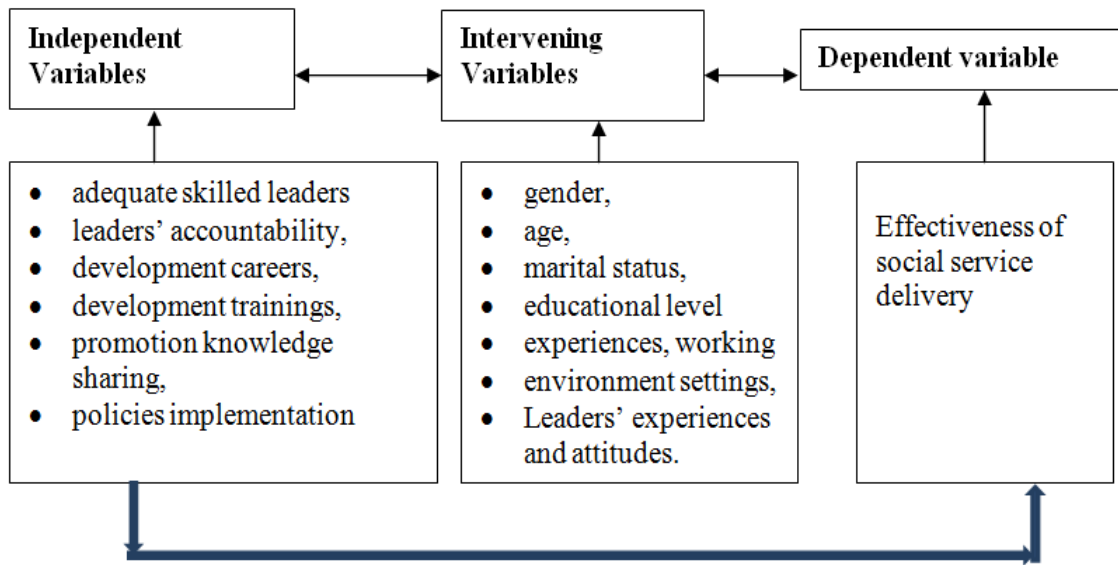 Independent
Variables
Intervening
Variables
Dependent variable
• adequate skilled leaders
• leaders’ accountability,
• development careers,
• development trainings,
• promotion knowledge
sharing,
• policies implementation
• gender,
• age,
• marital status,
• educational level
• experiences, working
• environment settings,
• Leaders’ experiences
and attitudes.
Effectiveness of
social service
delivery